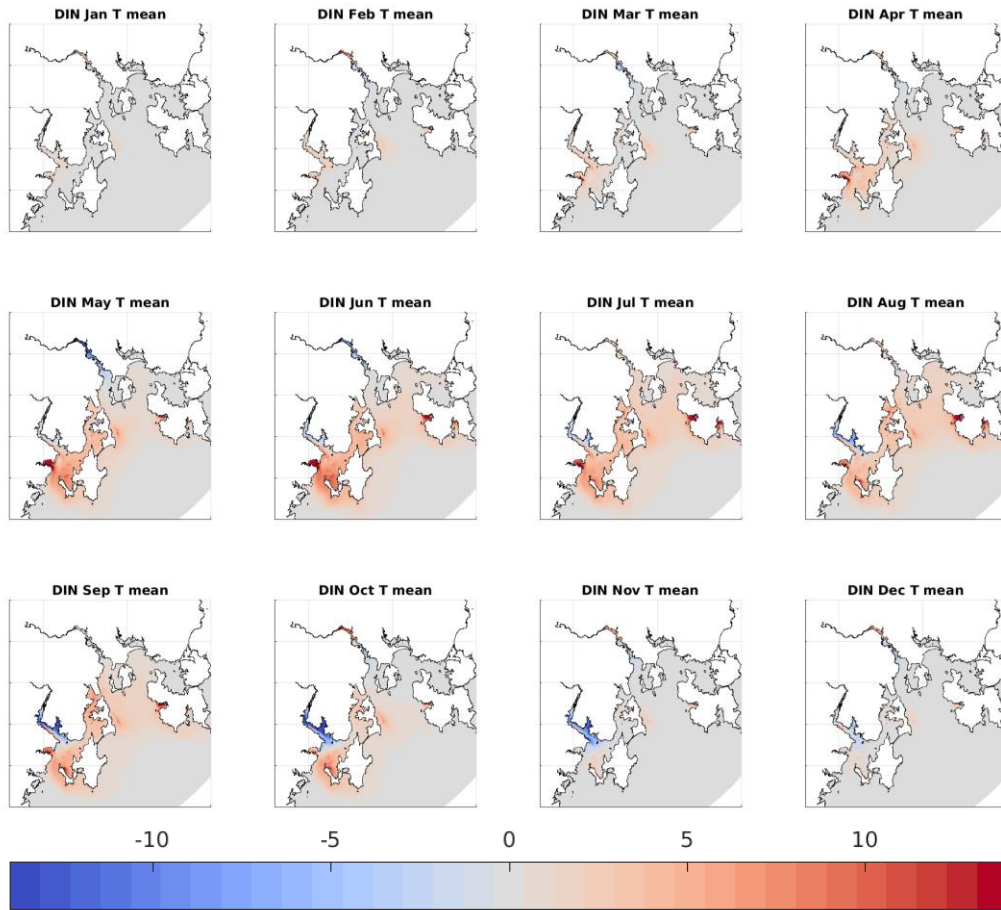 DIN Jan T mean
DIN Feb T mean
DIN Mar T mean
DIN Apr T mean
DIN May T mean
DIN Jun T mean
DIN Jul T mean
DIN Aug T mean
DIN Sep T mean
DIN Oct T mean
DIN Nov T mean
DIN Dec T mean
-10 -5 0 5 10